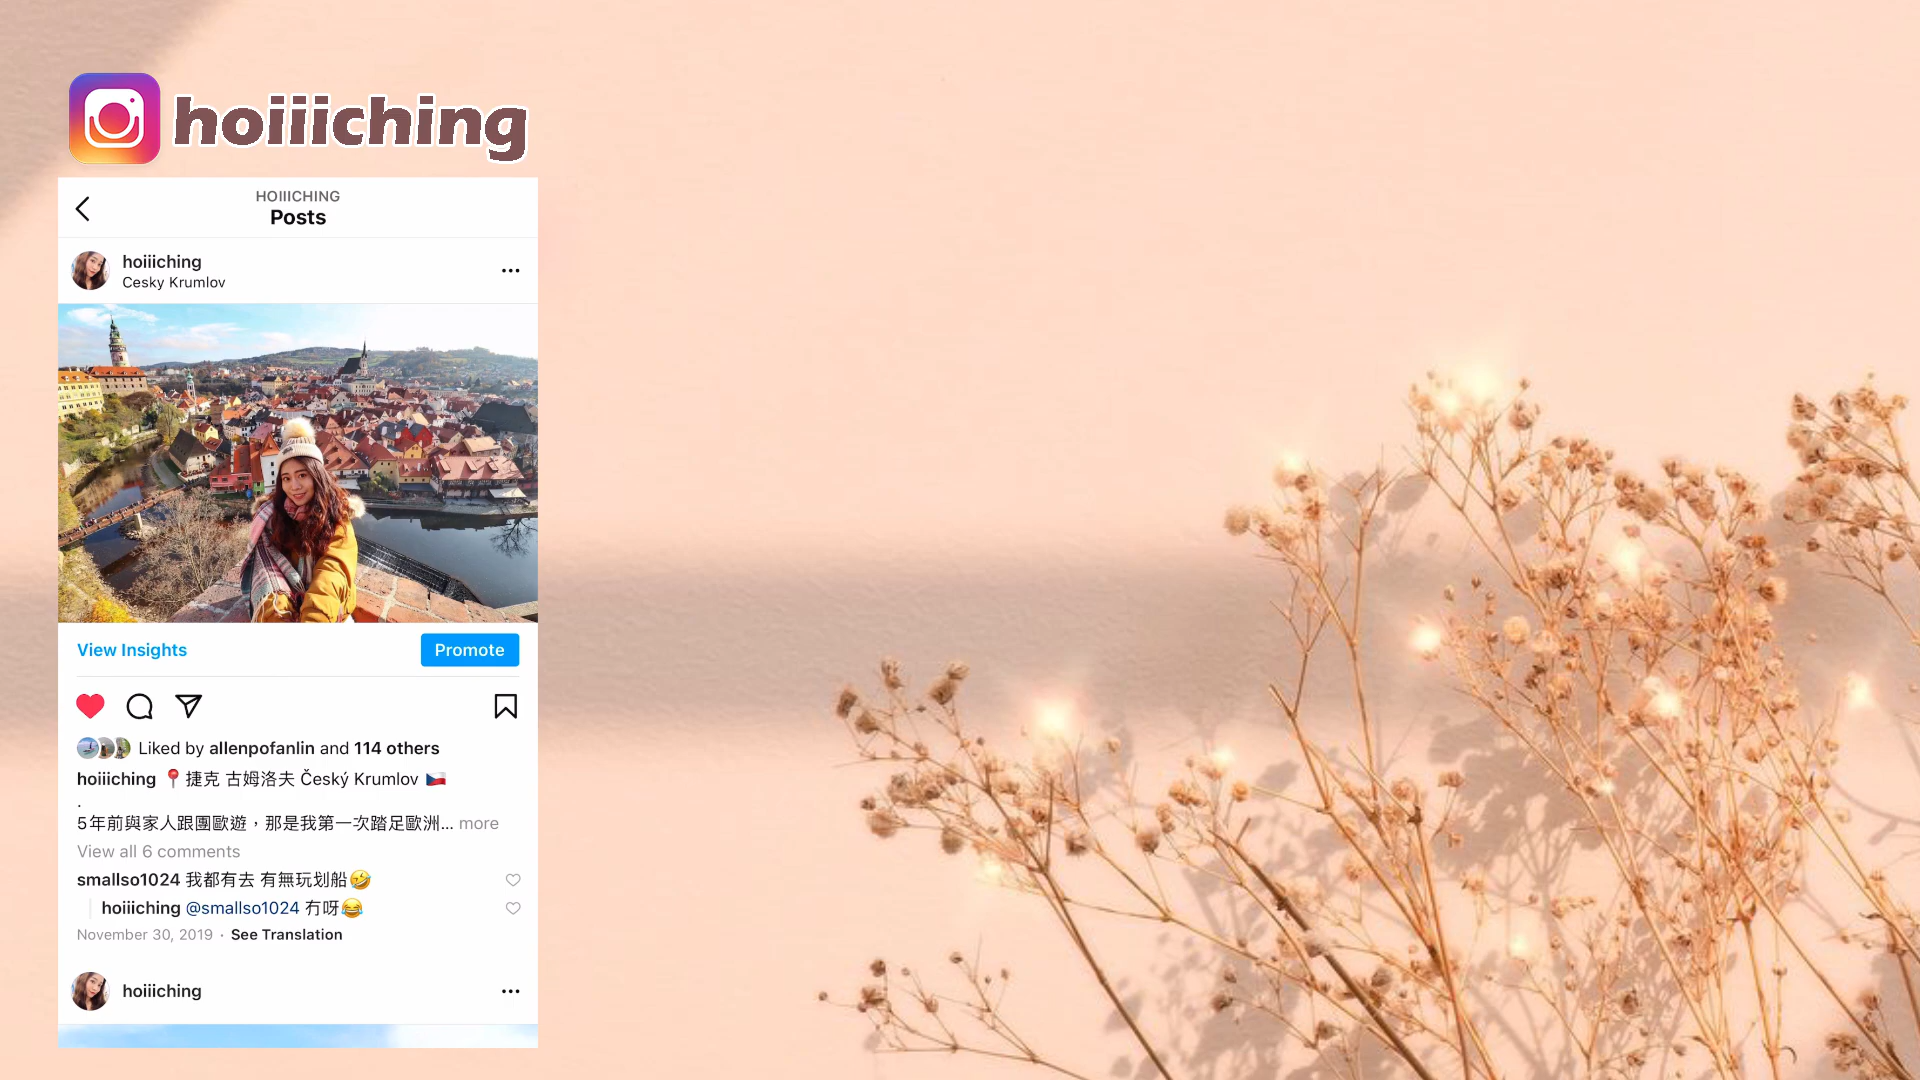 hoiiiching
HOIIICHING
Posts
hoiiiching
Cesky Krumlov
View Insights
Promote
Liked by allenpofanlin and 114 others
hoiiiching 📍捷克 古姆洛夫 Český Krumlov 🇨🇿
.
5年前與家人跟團歐遊，那是我第一次踏足歐洲... more
View all 6 comments
smallso1024 我都有去 有無玩划船🤣
hoiiiching @smallso1024 冇呀😂
November 30, 2019 · See Translation
hoiiiching